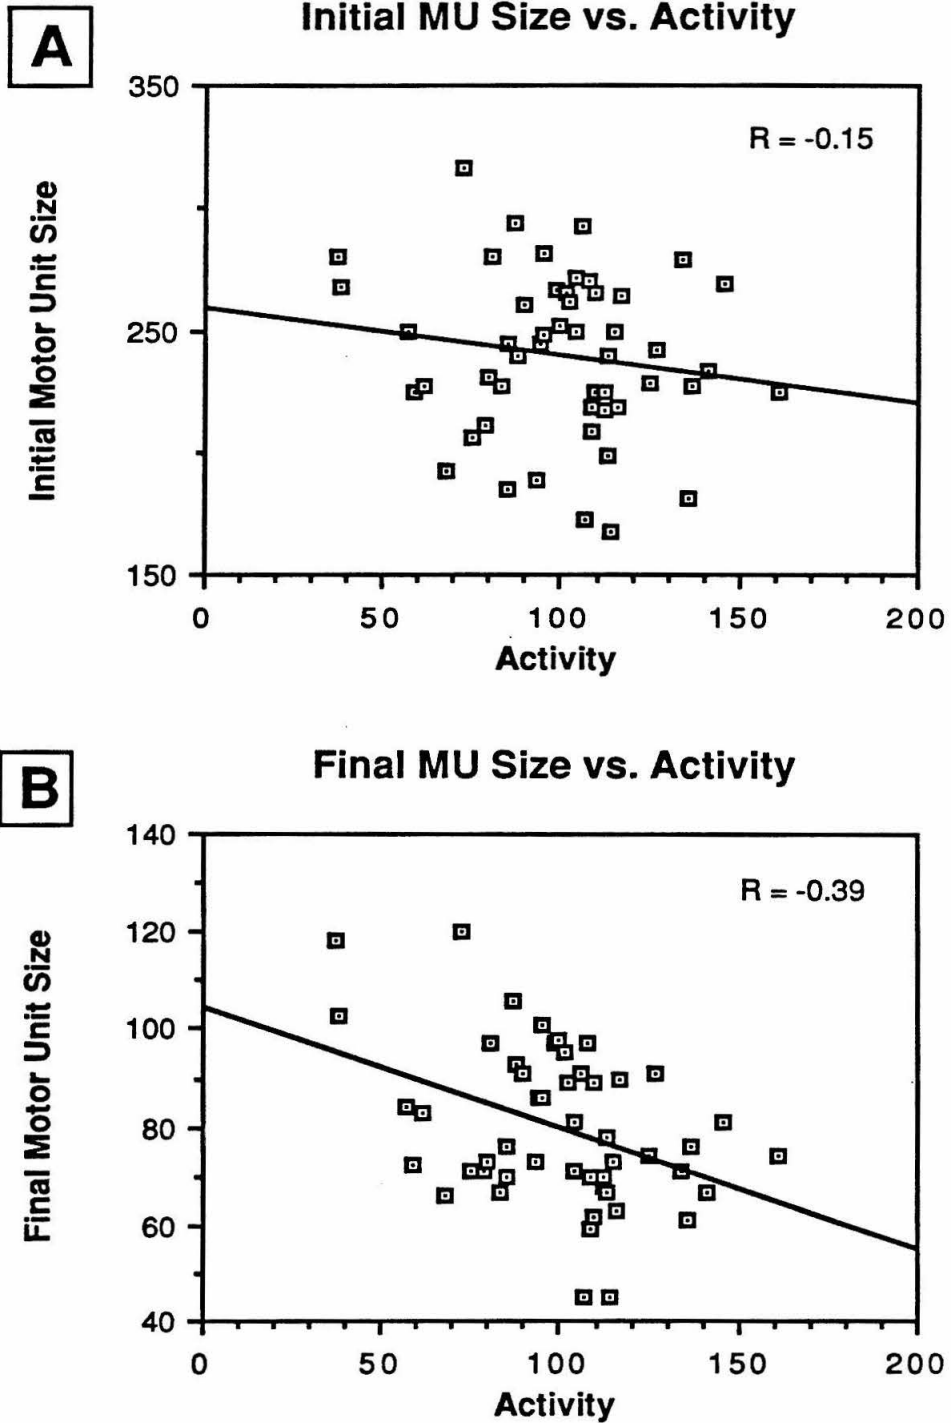 A
Initial MU Size vs. Activity
350
R = -0.15
Initial Motor Unit Size
250
150
0 50 100 150 200
Activity
B
Final MU Size vs. Activity
140
R = -0.39
120
Final Motor Unit Size
100
80
60
40
0 50 100 150 200
Activity